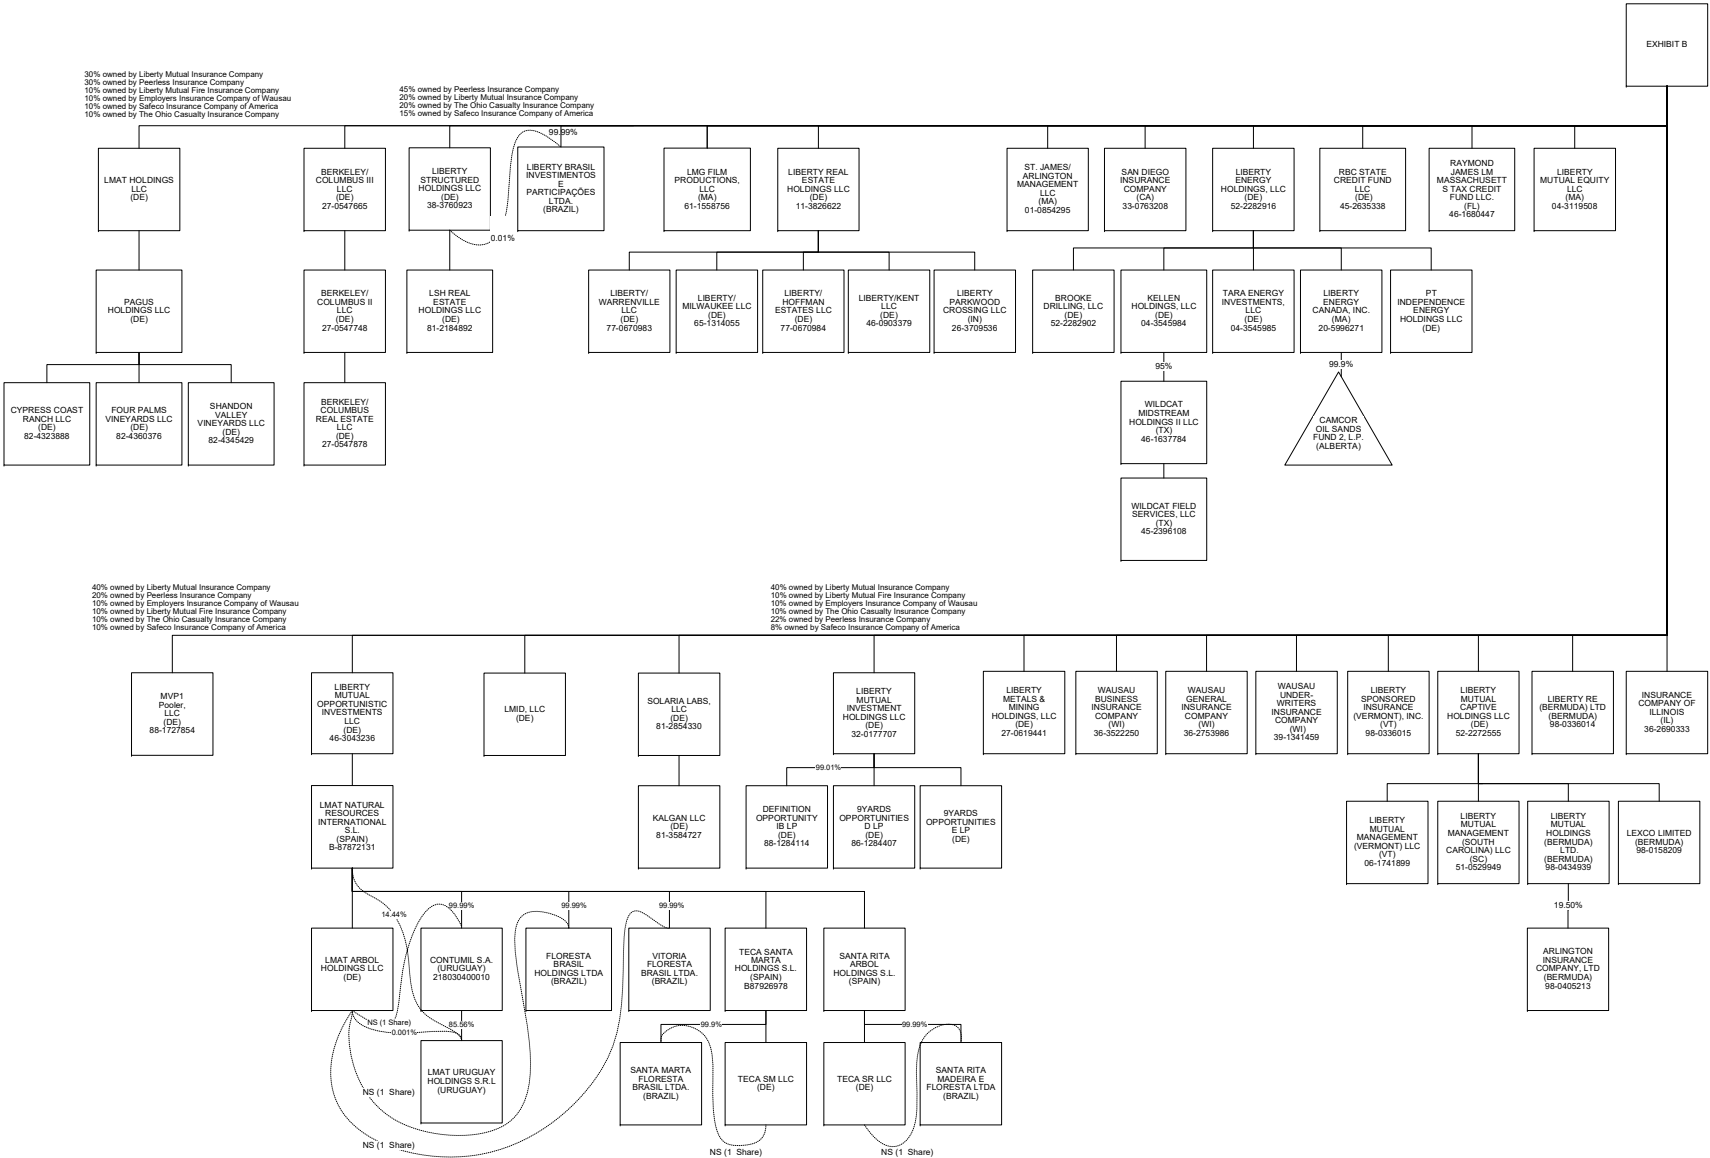 EXHIBIT B
30% owned by Liberty Mutual Insurance Company
30% owned by Peerless Insurance Company
10% owned by Liberty Mutual Fire Insurance Company
10% owned by Employers Insurance Company of Wausau
10% owned by Safeco Insurance Company of America
10% owned by The Ohio Casualty Insurance Company
45% owned by Peerless Insurance Company
20% owned by Liberty Mutual Insurance Company
20% owned by The Ohio Casualty Insurance Company
15% owned by Safeco Insurance Company of America
99.99%
LMAT HOLDINGS
LLC
(DE)
BERKELEY/
COLUMBUS III
LLC
(DE)
27-0547665
LIBERTY
STRUCTURED
HOLDINGS LLC
(DE)
38-3760923
LIBERTY BRASIL
INVESTIMENTOS
E
PARTICIPAÇÕES
LTDA.
(BRAZIL)
LMG FILM
PRODUCTIONS,
LLC
(MA)
61-1558756
LIBERTY REAL
ESTATE
HOLDINGS LLC
(DE)
11-3826622
ST. JAMES/
ARLINGTON
MANAGEMENT
LLC
(MA)
01-0854295
SAN DIEGO
INSURANCE
COMPANY
(CA)
33-0763208
LIBERTY
ENERGY
HOLDINGS, LLC
(DE)
52-2282916
RBC STATE
CREDIT FUND
LLC
(DE)
45-2635338
RAYMOND
JAMES LM
MASSACHUSETT
S TAX CREDIT
FUND LLC.
(FL)
46-1680447
LIBERTY
MUTUAL EQUITY
LLC
(MA)
04-3119508
0.01%
PAGUS
HOLDINGS LLC
(DE)
BERKELEY/
COLUMBUS II
LLC
(DE)
27-0547748
LSH REAL
ESTATE
HOLDINGS LLC
(DE)
81-2184892
LIBERTY/
WARRENVILLE
LLC
(DE)
77-0670983
LIBERTY/
MILWAUKEE LLC
(DE)
65-1314055
LIBERTY/
HOFFMAN
ESTATES LLC
(DE)
77-0670984
LIBERTY/KENT
LLC
(DE)
46-0903379
LIBERTY
PARKWOOD
CROSSING LLC
(IN)
26-3709536
BROOKE
DRILLING, LLC
(DE)
52-2282902
KELLEN
HOLDINGS, LLC
(DE)
04-3545984
TARA ENERGY
INVESTMENTS,
LLC
(DE)
04-3545985
LIBERTY
ENERGY
CANADA, INC.
(MA)
20-5996271
PT
INDEPENDENCE
ENERGY
HOLDINGS LLC
(DE)
95%
99.9%
CYPRESS COAST
RANCH LLC
(DE)
82-4323888
FOUR PALMS
VINEYARDS LLC
(DE)
82-4360376
SHANDON
VALLEY
VINEYARDS LLC
(DE)
82-4345429
BERKELEY/
COLUMBUS
REAL ESTATE
LLC
(DE)
27-0547878
WILDCAT
MIDSTREAM
HOLDINGS II LLC
(TX)
46-1637784
CAMCOR
OIL SANDS
FUND 2, L.P.
(ALBERTA)
WILDCAT FIELD
SERVICES, LLC
(TX)
45-2396108
40% owned by Liberty Mutual Insurance Company
20% owned by Peerless Insurance Company
10% owned by Employers Insurance Company of Wausau
10% owned by Liberty Mutual Fire Insurance Company
10% owned by The Ohio Casualty Insurance Company
10% owned by Safeco Insurance Company of America
40% owned by Liberty Mutual Insurance Company
10% owned by Liberty Mutual Fire Insurance Company
10% owned by Employers Insurance Company of Wausau
10% owned by The Ohio Casualty Insurance Company
22% owned by Peerless Insurance Company
8% owned by Safeco Insurance Company of America
MVP1
Pooler,
LLC
(DE)
88-1727854
LIBERTY
MUTUAL
OPPORTUNISTIC
INVESTMENTS
LLC
(DE)
46-3043236
LMID, LLC
(DE)
SOLARIA LABS,
LLC
(DE)
81-2854330
LIBERTY
MUTUAL
INVESTMENT
HOLDINGS LLC
(DE)
32-0177707
LIBERTY
METALS &
MINING
HOLDINGS, LLC
(DE)
27-0619441
WAUSAU
BUSINESS
INSURANCE
COMPANY
(WI)
36-3522250
WAUSAU
GENERAL
INSURANCE
COMPANY
(WI)
36-2753986
WAUSAU
UNDER-
WRITERS
INSURANCE
COMPANY
(WI)
39-1341459
LIBERTY
SPONSORED
INSURANCE
(VERMONT), INC.
(VT)
98-0336015
LIBERTY
MUTUAL
CAPTIVE
HOLDINGS LLC
(DE)
52-2272555
LIBERTY RE
(BERMUDA) LTD
(BERMUDA)
98-0336014
INSURANCE
COMPANY OF
ILLINOIS
(IL)
36-2690333
99.01%
LMAT NATURAL
RESOURCES
INTERNATIONAL
S.L.
(SPAIN)
B-87872131
KALGAN LLC
(DE)
81-3584727
DEFINITION
OPPORTUNITY
IB LP
(DE)
88-1284114
9YARDS
OPPORTUNITIES
D LP
(DE)
86-1284407
9YARDS
OPPORTUNITIES
E LP
(DE)
LIBERTY
MUTUAL
MANAGEMENT
(VERMONT) LLC
(VT)
06-1741899
LIBERTY
MUTUAL
MANAGEMENT
(SOUTH
CAROLINA) LLC
(SC)
51-0529949
LIBERTY
MUTUAL
HOLDINGS
(BERMUDA)
LTD.
(BERMUDA)
98-0434939
LEXCO LIMITED
(BERMUDA)
98-0158209
14.44%
99.99%
99.99%
99.99%
19.50%
LMAT ARBOL
HOLDINGS LLC
(DE)
CONTUMIL S.A.
(URUGUAY)
218030400010
FLORESTA
BRASIL
HOLDINGS LTDA
(BRAZIL)
VITORIA
FLORESTA
BRASIL LTDA.
(BRAZIL)
TECA SANTA
MARTA
HOLDINGS S.L.
(SPAIN)
B87926978
SANTA RITA
ARBOL
HOLDINGS S.L.
(SPAIN)
ARLINGTON
INSURANCE
COMPANY, LTD
(BERMUDA)
98-0405213
NS (1 Share)
0.001%
85.56%
99.9%
99.99%
LMAT URUGUAY
HOLDINGS S.R.L
(URUGUAY)
SANTA MARTA
FLORESTA
BRASIL LTDA.
(BRAZIL)
TECA SM LLC
(DE)
TECA SR LLC
(DE)
SANTA RITA
MADEIRA E
FLORESTA LTDA
(BRAZIL)
NS (1 Share)
NS (1 Share)
NS (1 Share)
NS (1 Share)